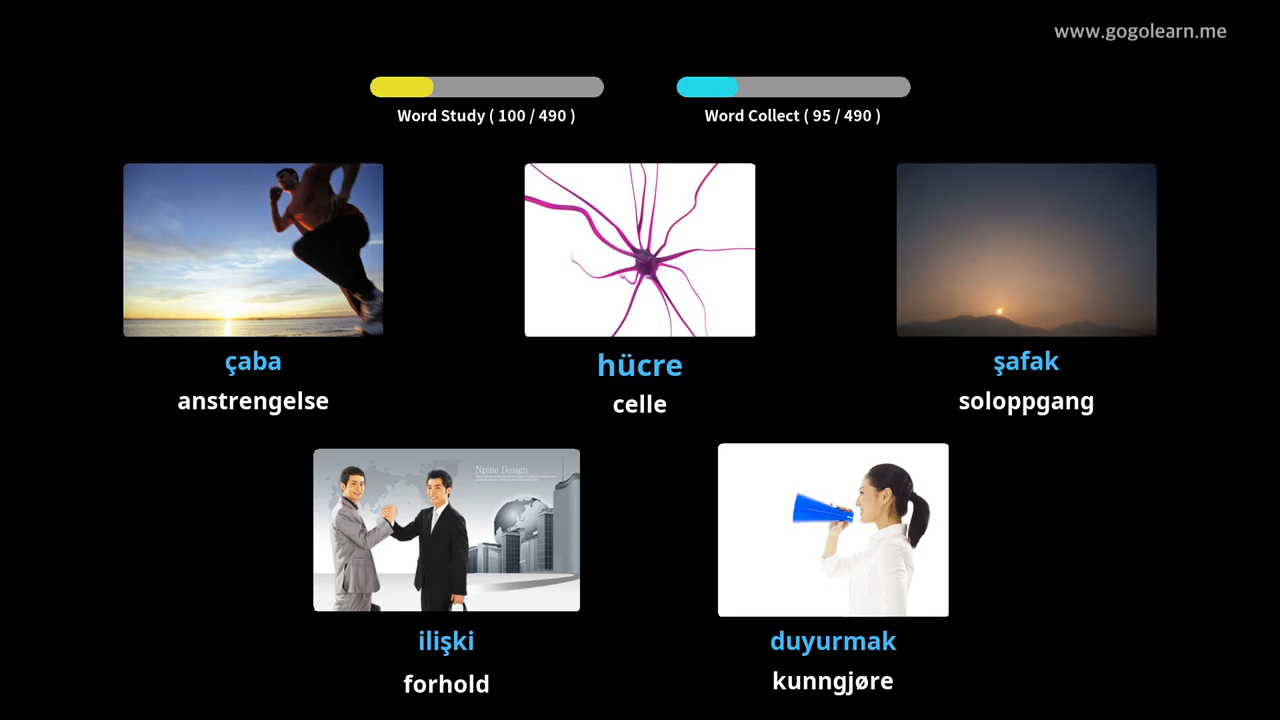 www.gogolearn.me
Word Study ( 100 / 490 )
Word Collect ( 95 / 490 )
çaba
anstrengelse
hücre
celle
şafak
soloppgang
Npine Design
ilişki
forhold
duyurmak
kunngjøre